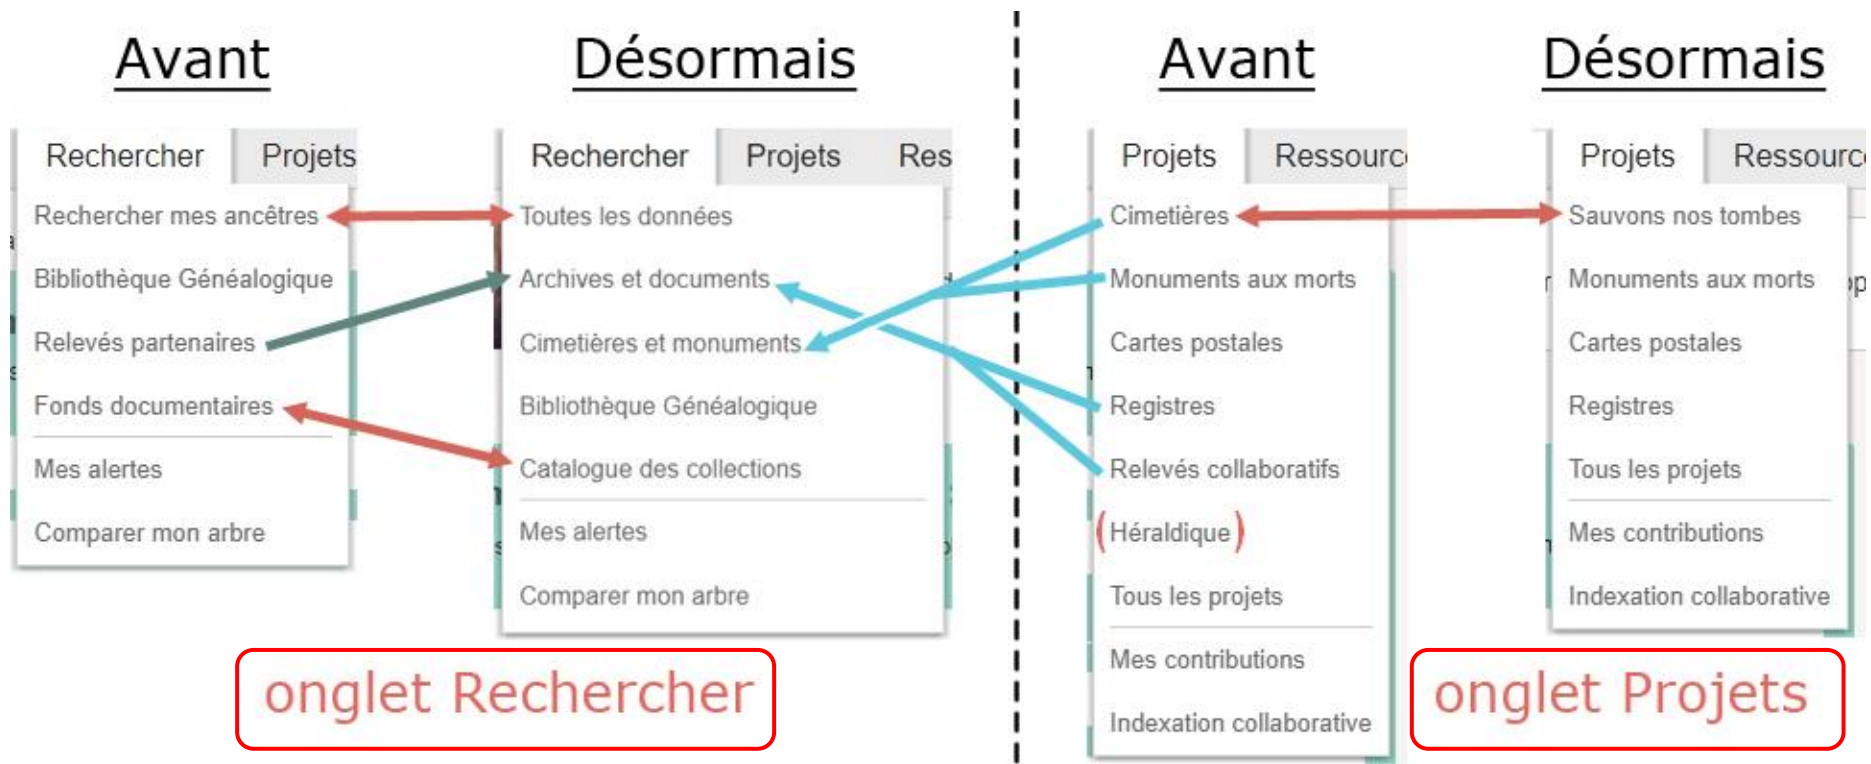 Avant
Désormais
Avant
Désormais
Rechercher
Projets
Rechercher mes ancêtres
Bibliothèque Généalogique
Relevés partenaires
Fonds documentaires
Mes alertes
Comparer mon arbre
Rechercher
Projets
Res
Toutes les données
Archives et documents
Cimetières et monuments
Bibliothèque Généalogique
Catalogue des collections
Mes alertes
Comparer mon arbre
onglet Rechercher
Projets
Ressourc
Cimetières
Monuments aux morts
Cartes postales
Registres
Relevés collaboratifs
(Héraldique)
Tous les projets
Mes contributions
Indexation collaborative
Projets
Ressourc
Sauvons nos tombes
Monuments aux morts
Cartes postales
Registres
Tous les projets
Mes contributions
Indexation collaborative
onglet Projets